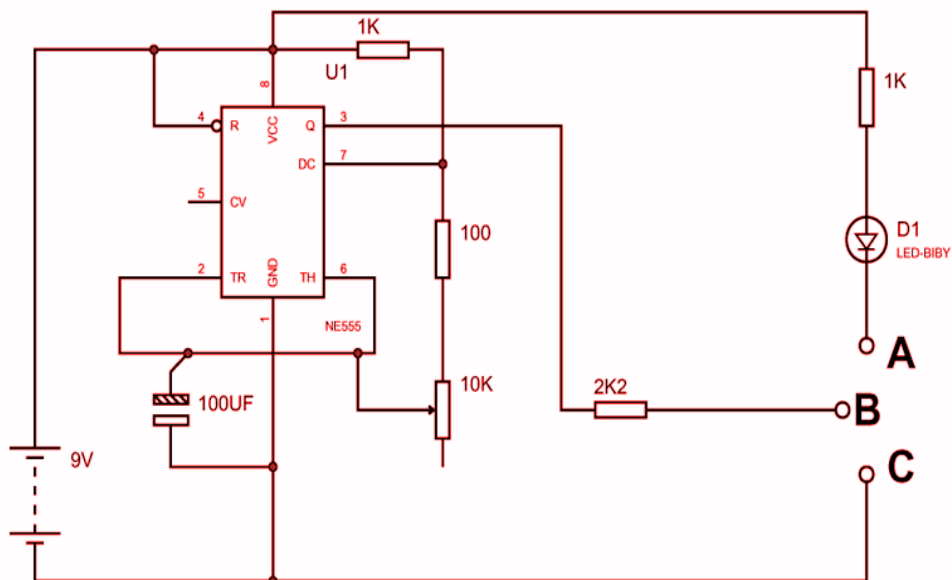 1K
U1
1K
8
4
R
VCC
Q
3
DC
7
5
CV
100
D1
LED-BIBY
2
TR
GND
TH
6
1
NE555
A
100UF
10K
2K2
B
9V
C